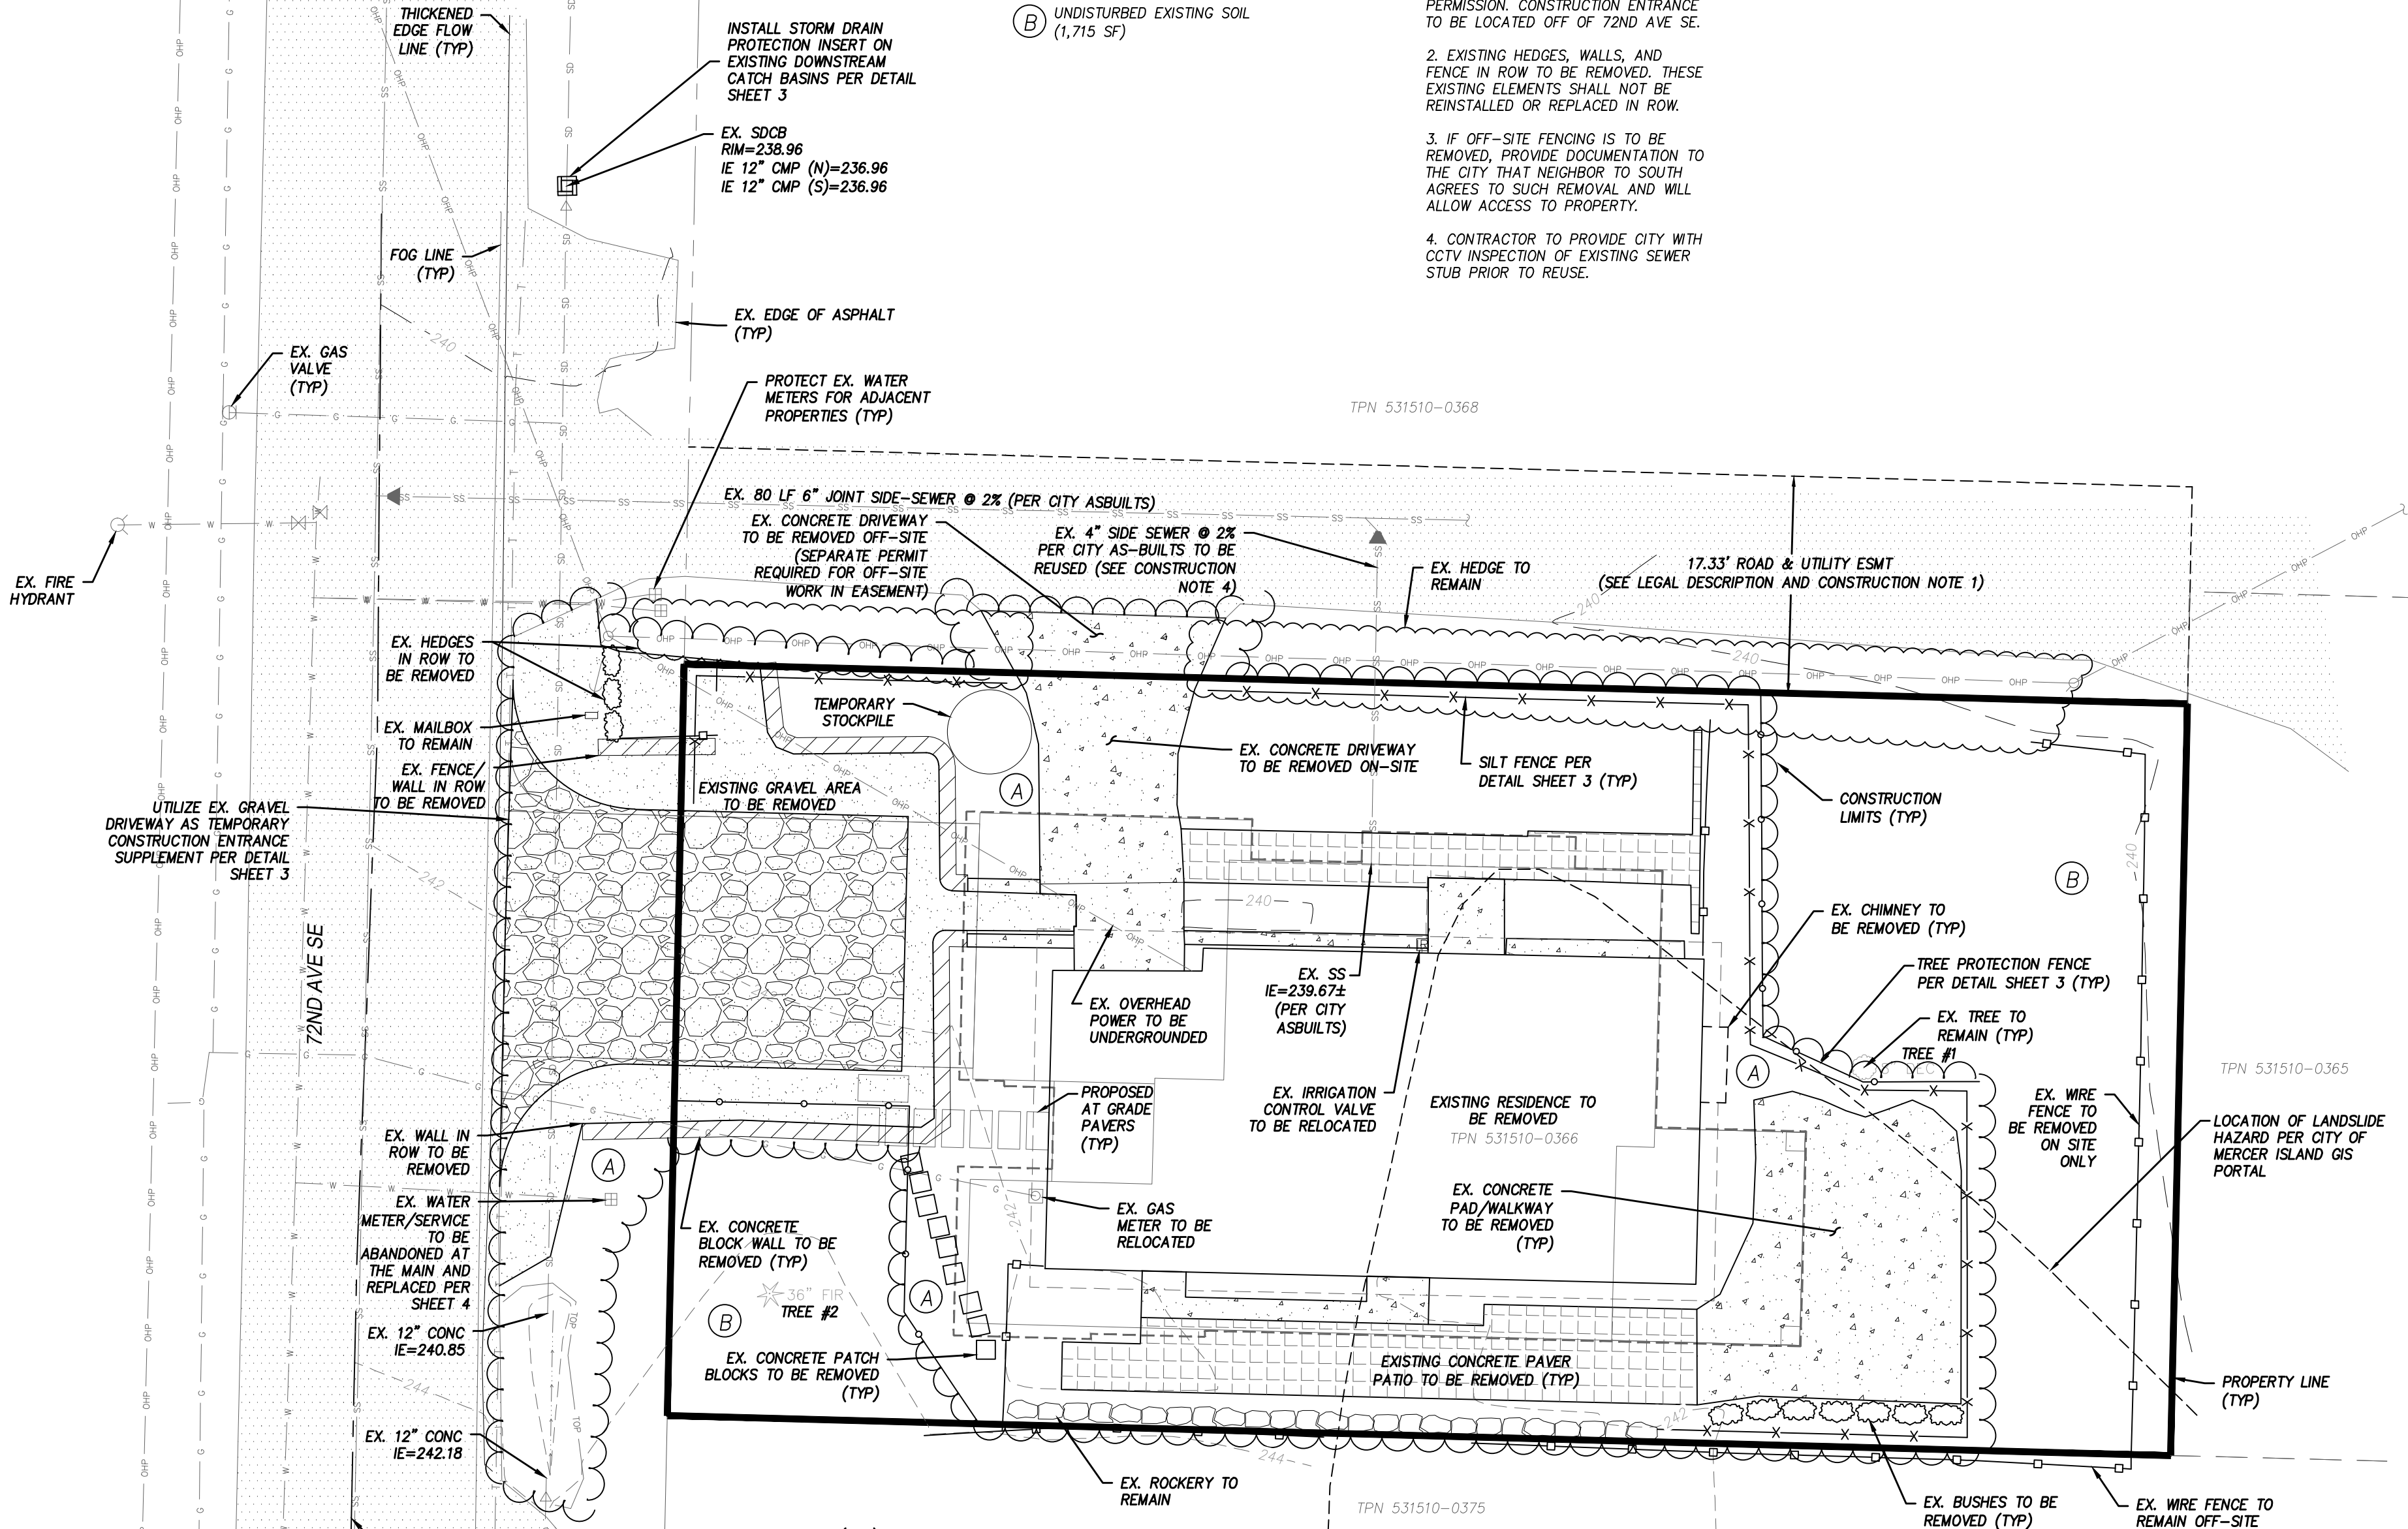 THICKENED
EDGE FLOW
LINE (TYP)
INSTALL STORM DRAIN
PROTECTION INSERT ON
EXISTING DOWNSTREAM
CATCH BASINS PER DETAIL
SHEET 3
B
UNDISTURBED EXISTING SOIL
(1,715 SF)
PERMISSION. CONSTRUCTION ENTRANCE
TO BE LOCATED OFF OF 72ND AVE SE.
2. EXISTING HEDGES, WALLS, AND
FENCE IN ROW TO BE REMOVED. THESE
EXISTING ELEMENTS SHALL NOT BE
REINSTALLED OR REPLACED IN ROW.
3. IF OFF-SITE FENCING IS TO BE
REMOVED, PROVIDE DOCUMENTATION TO
THE CITY THAT NEIGHBOR TO SOUTH
AGREES TO SUCH REMOVAL AND WILL
ALLOW ACCESS TO PROPERTY.
4. CONTRACTOR TO PROVIDE CITY WITH
CCTV INSPECTION OF EXISTING SEWER
STUB PRIOR TO REUSE.
EX. SDCB
RIM=238.96
IE 12" CMP (N)=236.96
IE 12" CMP (S)=236.96
FOG LINE
(TYP)
EX. EDGE OF ASPHALT
(TYP)
240
EX. GAS
VALVE
(TYP)
PROTECT EX. WATER
METERS FOR ADJACENT
PROPERTIES (TYP)
TPN 531510-0368
EX. 80 LF 6" JOINT SIDE-SEWER @ 2% (PER CITY ASBUILTS)
EX. CONCRETE DRIVEWAY
TO BE REMOVED OFF-SITE
(SEPARATE PERMIT
REQUIRED FOR OFF-SITE
WORK IN EASEMENT)
EX. 4" SIDE SEWER @ 2%
PER CITY AS-BUILTS TO BE
REUSED (SEE CONSTRUCTION
NOTE 4)
EX. HEDGE TO
REMAIN
17.33' ROAD & UTILITY ESMT
(SEE LEGAL DESCRIPTION AND CONSTRUCTION NOTE 1)
240
240
EX. FIRE
HYDRANT
EX. HEDGES
IN ROW TO
BE REMOVED
EX. MAILBOX
TO REMAIN
EX. FENCE/
WALL IN ROW
TO BE REMOVED
UTILIZE EX. GRAVEL
DRIVEWAY AS TEMPORARY
CONSTRUCTION ENTRANCE
SUPPLEMENT PER DETAIL
SHEET 3
TEMPORARY
STOCKPILE
EXISTING GRAVEL AREA
TO BE REMOVED
A
EX. CONCRETE DRIVEWAY
TO BE REMOVED ON-SITE
SILT FENCE PER
DETAIL SHEET 3 (TYP)
CONSTRUCTION
LIMITS (TYP)
B
240
242
240
72ND AVE SE
EX. CHIMNEY TO
BE REMOVED (TYP)
TREE PROTECTION FENCE
PER DETAIL SHEET 3 (TYP)
EX. TREE TO
REMAIN (TYP)
TREE #1
A
EX. OVERHEAD
POWER TO BE
UNDERGROUNDED
EX. SS
IE=239.67±
(PER CITY
ASBUILTS)
EX. IRRIGATION
CONTROL VALVE
TO BE RELOCATED
EXISTING RESIDENCE TO
BE REMOVED
TPN 531510-0366
TPN 531510-0365
EX. WIRE
FENCE TO
BE REMOVED
ON SITE
ONLY
LOCATION OF LANDSLIDE
HAZARD PER CITY OF
MERCER ISLAND GIS
PORTAL
PROPOSED
AT GRADE
PAVERS
(TYP)
EX. WALL IN
ROW TO BE
REMOVED
A
EX. WATER
METER/SERVICE
TO BE
ABANDONED AT
THE MAIN AND
REPLACED PER
SHEET 4
EX. CONCRETE
BLOCK WALL TO BE
REMOVED (TYP)
242
EX. GAS
METER TO BE
RELOCATED
EX. CONCRETE
PAD/WALKWAY
TO BE REMOVED
(TYP)
36" FIR
TREE #2
A
B
TOP
EX. 12" CONC
IE=240.85
244
EX. CONCRETE PATCH
BLOCKS TO BE REMOVED
(TYP)
EXISTING CONCRETE PAVER
PATIO TO BE REMOVED (TYP)
PROPERTY LINE
(TYP)
242
TOP
EX. 12" CONC
IE=242.18
244
EX. ROCKERY TO
REMAIN
TPN 531510-0375
EX. BUSHES TO BE
REMOVED (TYP)
EX. WIRE FENCE TO
REMAIN OFF-SITE